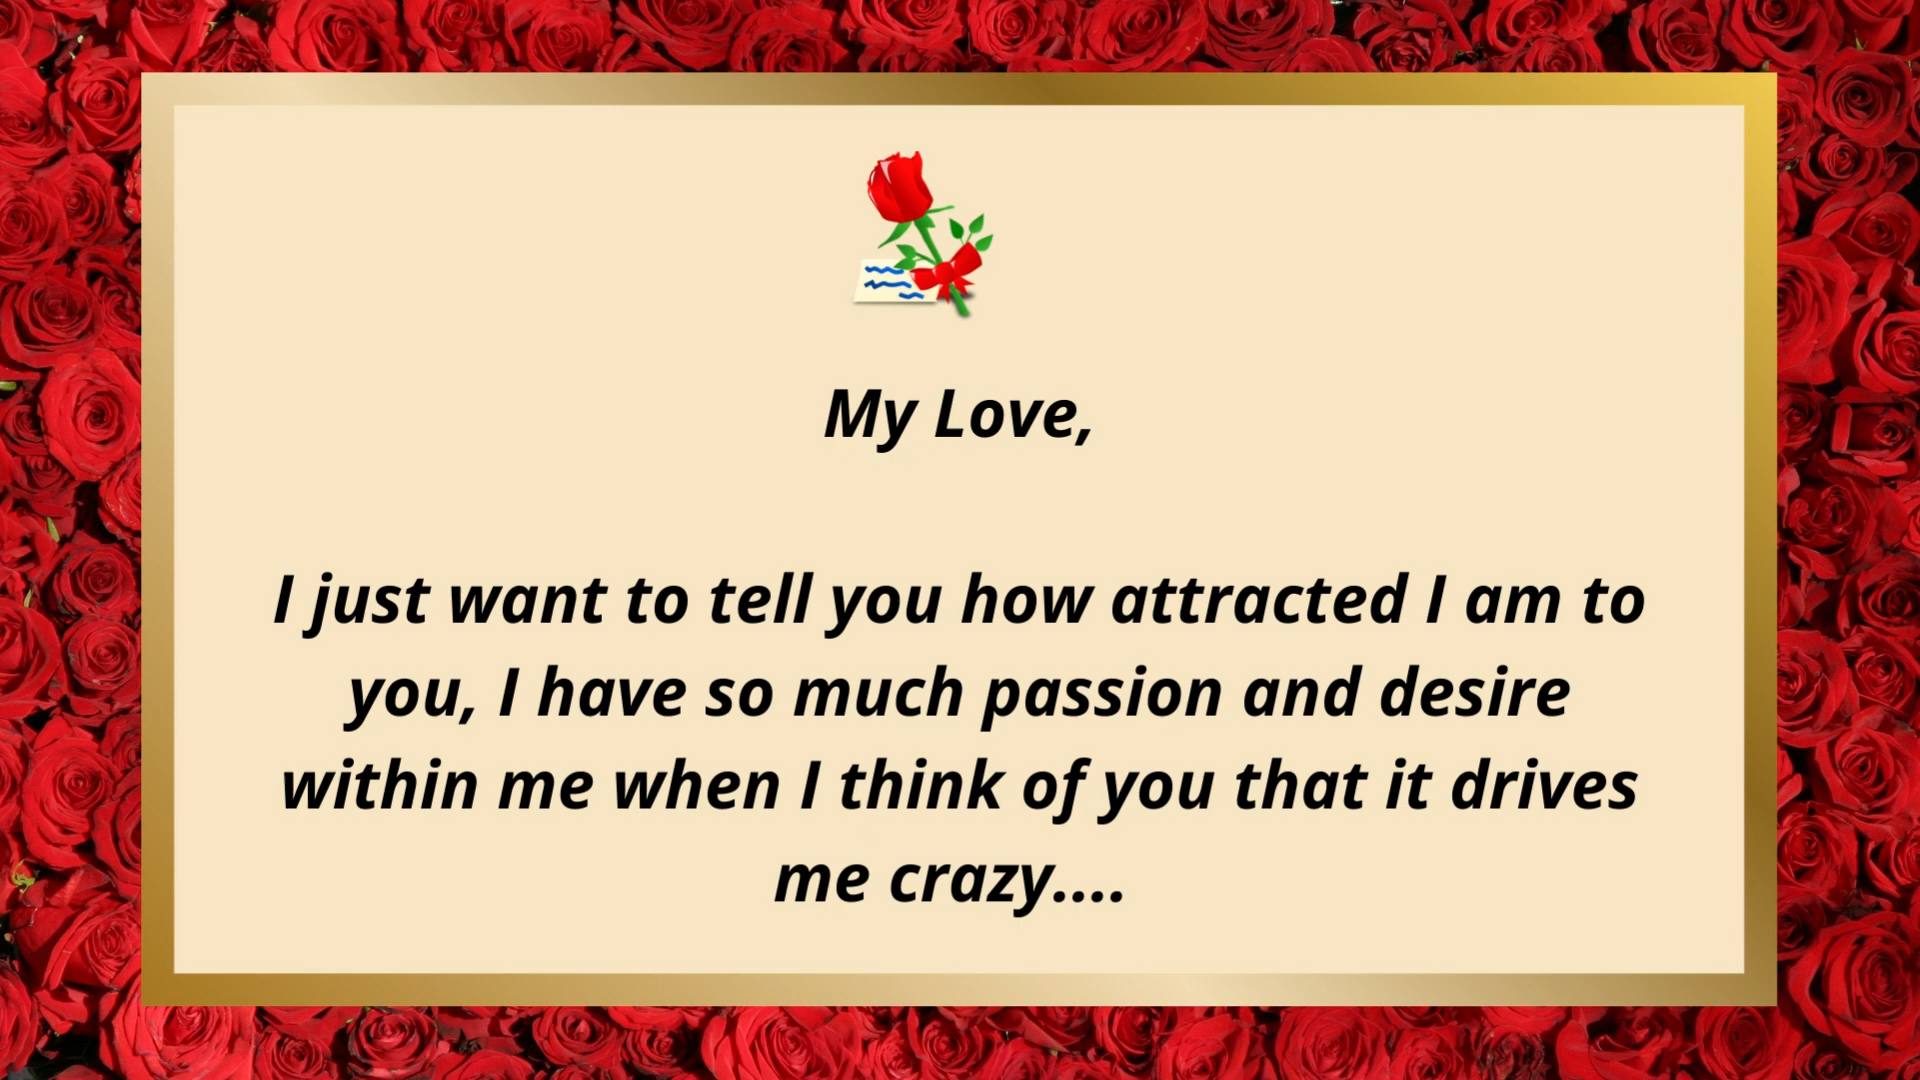 My Love,
I just want to tell you how attracted I am to
you, I have so much passion and desire
within me when I think of you that it drives
me crazy....